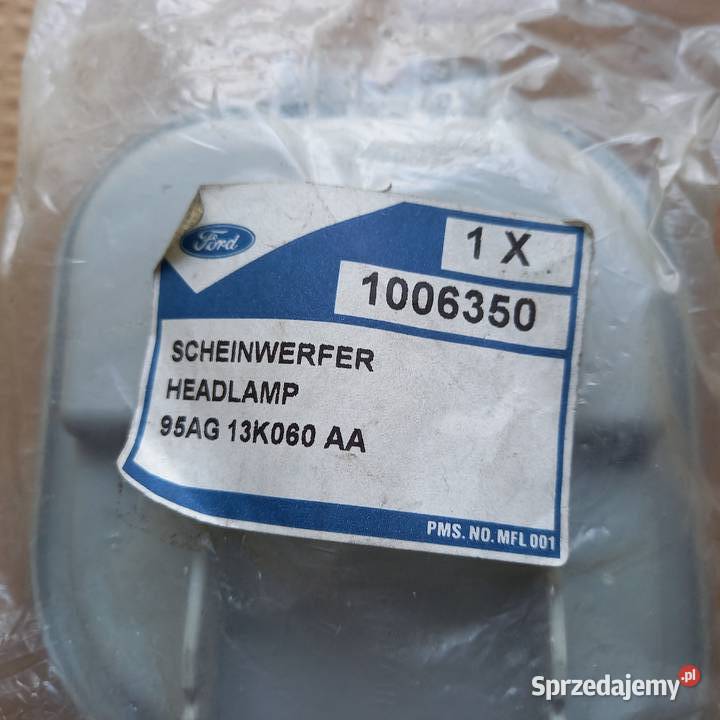 Ford
1 X
1006350
SCHEINWERFER
HEADLAMP
95AG 13K060 AA
PMS. NO. MFL 001
Sprzedajemy.pl